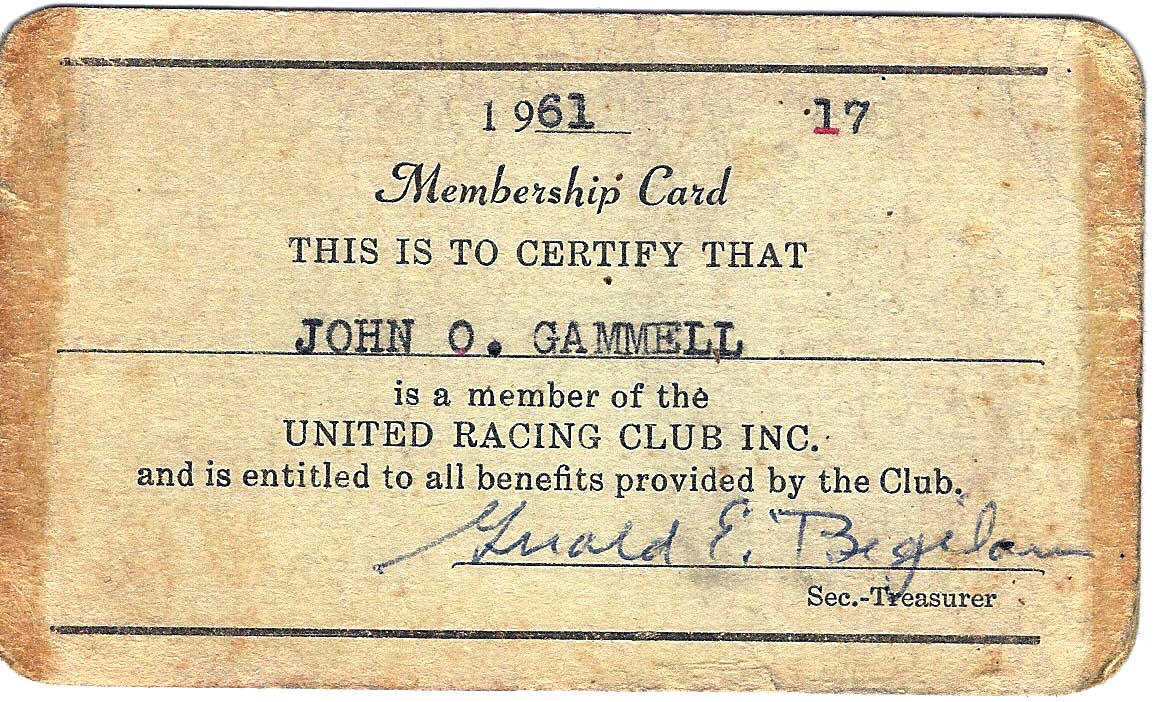 1961 17
Membership Card
THIS IS TO CERTIFY THAT
JOHN O. GAMMELL
is a member of the
UNITED RACING CLUB INC.
and is entitled to all benefits provided by the Club.
E.
Sec.-Treasurer